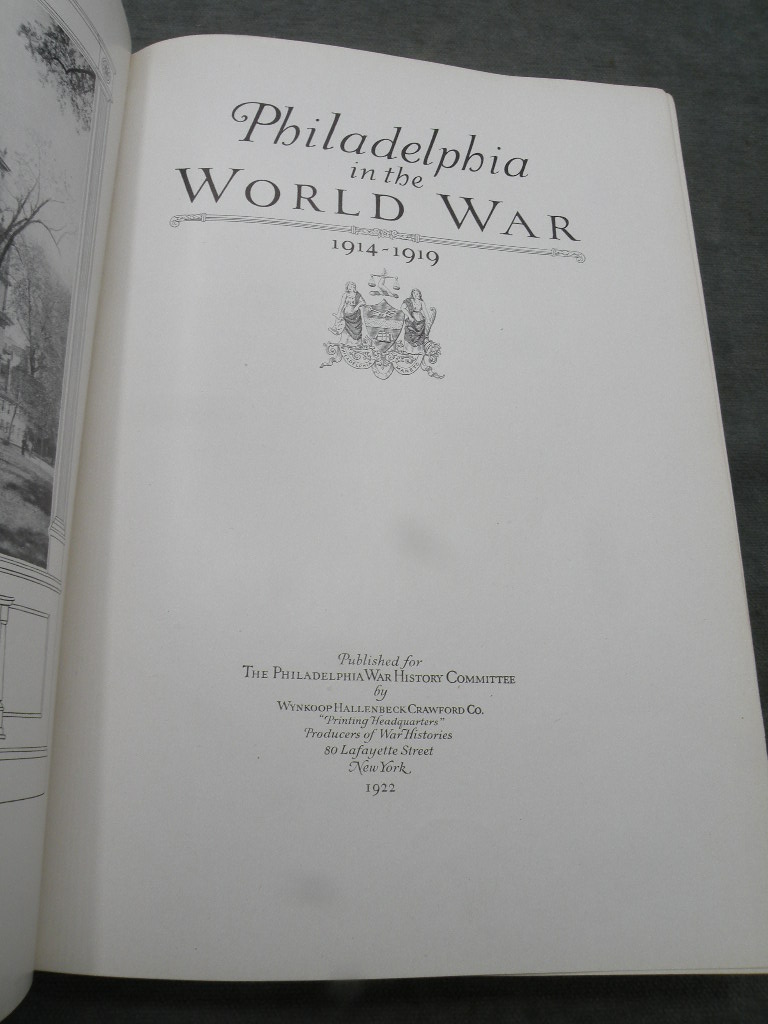 Philadelphia
in the
WORLD WAR
1914-1919
Published for
THE PHILADELPHIA WAR HISTORY COMMITTEE
by
WYNKOOP HALLENBECK CRAWFORD CO.
"Printing Headquarters"
Producers of War Histories
80 Lafayette Street
New York
1922